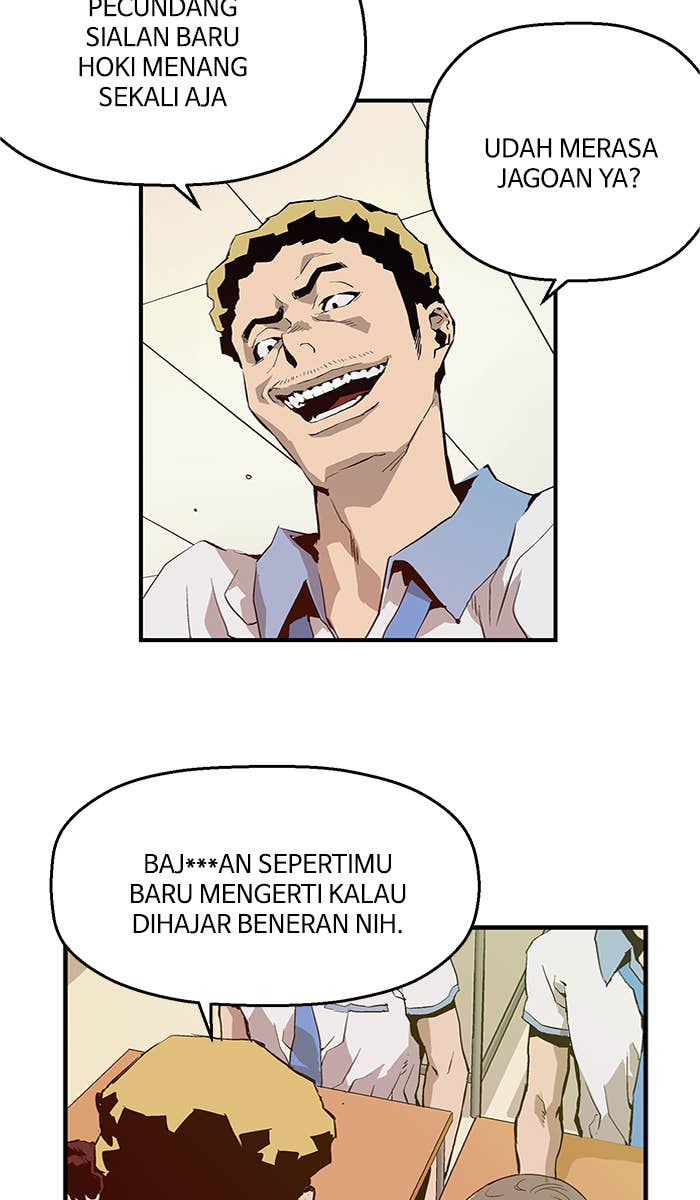 PECUNDANG
SIALAN BARU
HOKI MENANG
SEKALI AJA
UDAH MERASA
JAGOAN YA?
BAJ***AN SEPERTIMU
BARU MENGERTI KALAU
DIHAJAR BENERAN NIH.